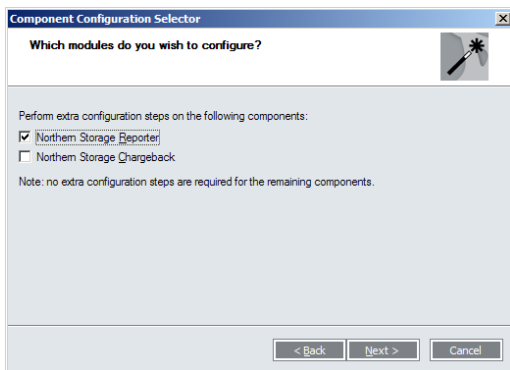 Component Configuration Selector
Which modules do you wish to configure?
Perform extra configuration steps on the following components:
Northern Storage Reporter
Northern Storage Chargeback
Note: no extra configuration steps are required for the remaining components.
< Back Next > Cancel